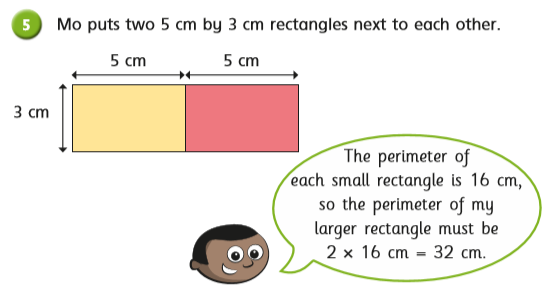 5 Mo puts two 5 cm by 3 cm rectangles next to each other.
5 cm 5 cm
3 cm
The perimeter of
each small rectangle is 16 cm,
so the perimeter of my
larger rectangle must be
2 × 16 cm = 32 cm.